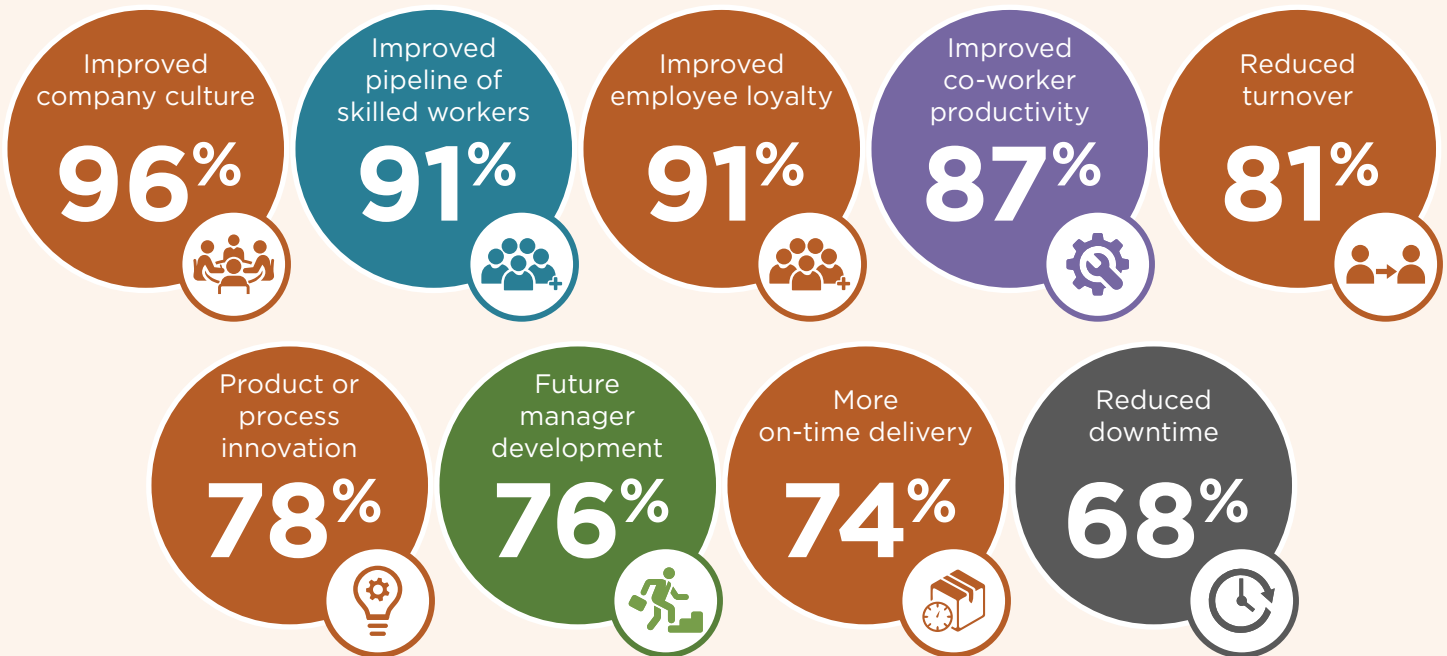 Improved
company culture
96%
Improved
pipeline of
skilled workers
91%
Improved
employee loyalty
91%
Improved
co-worker
productivity
87%
Reduced
turnover
81%
Product or
process
innovation
78%
Future
manager
development
76%
More
on-time delivery
74%
Reduced
downtime
68%